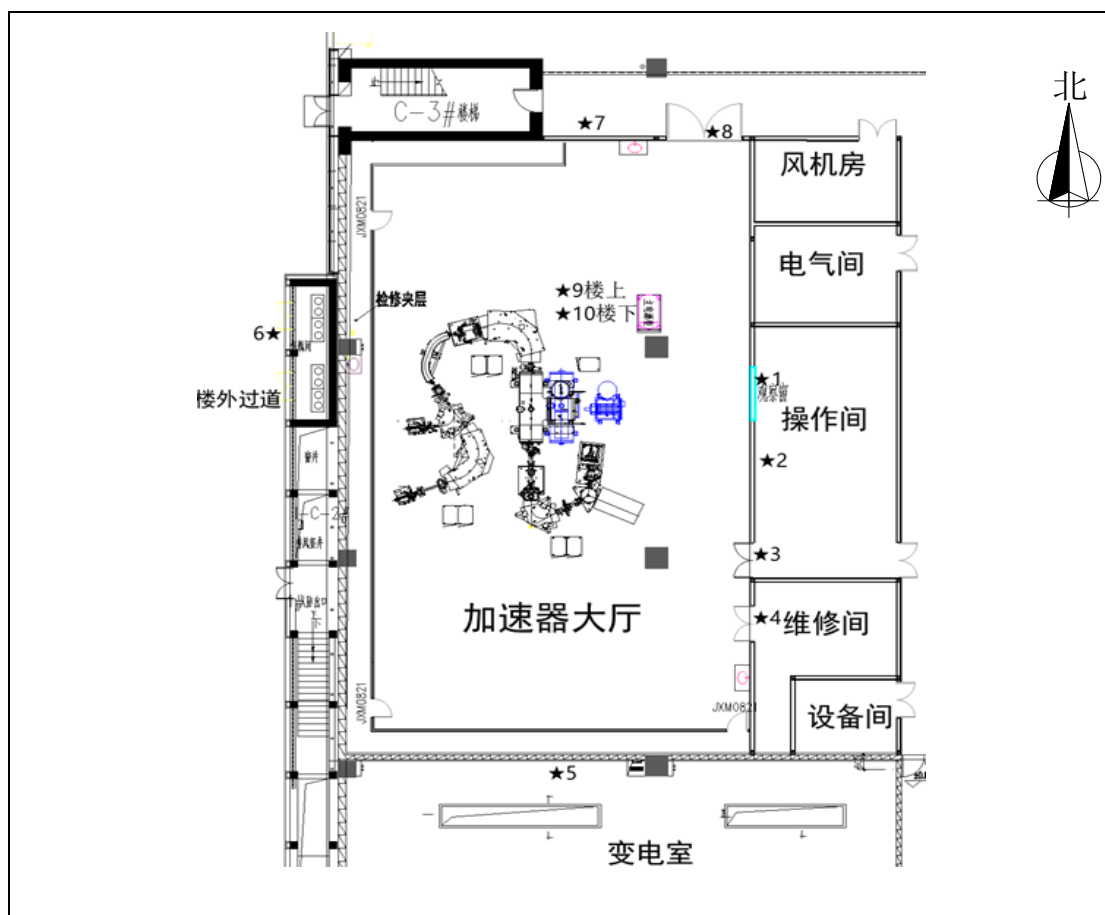 北
C-3#楼梯
★7
★8
风机房
JXM0821
电气间
检修夹层
★9楼上
★10楼下
6★
★1
观察窗
楼外过道
操作间
★2
★3
加速器大厅
★4
维修间
JXM0821
JXM0821
设备间
★5
变电室